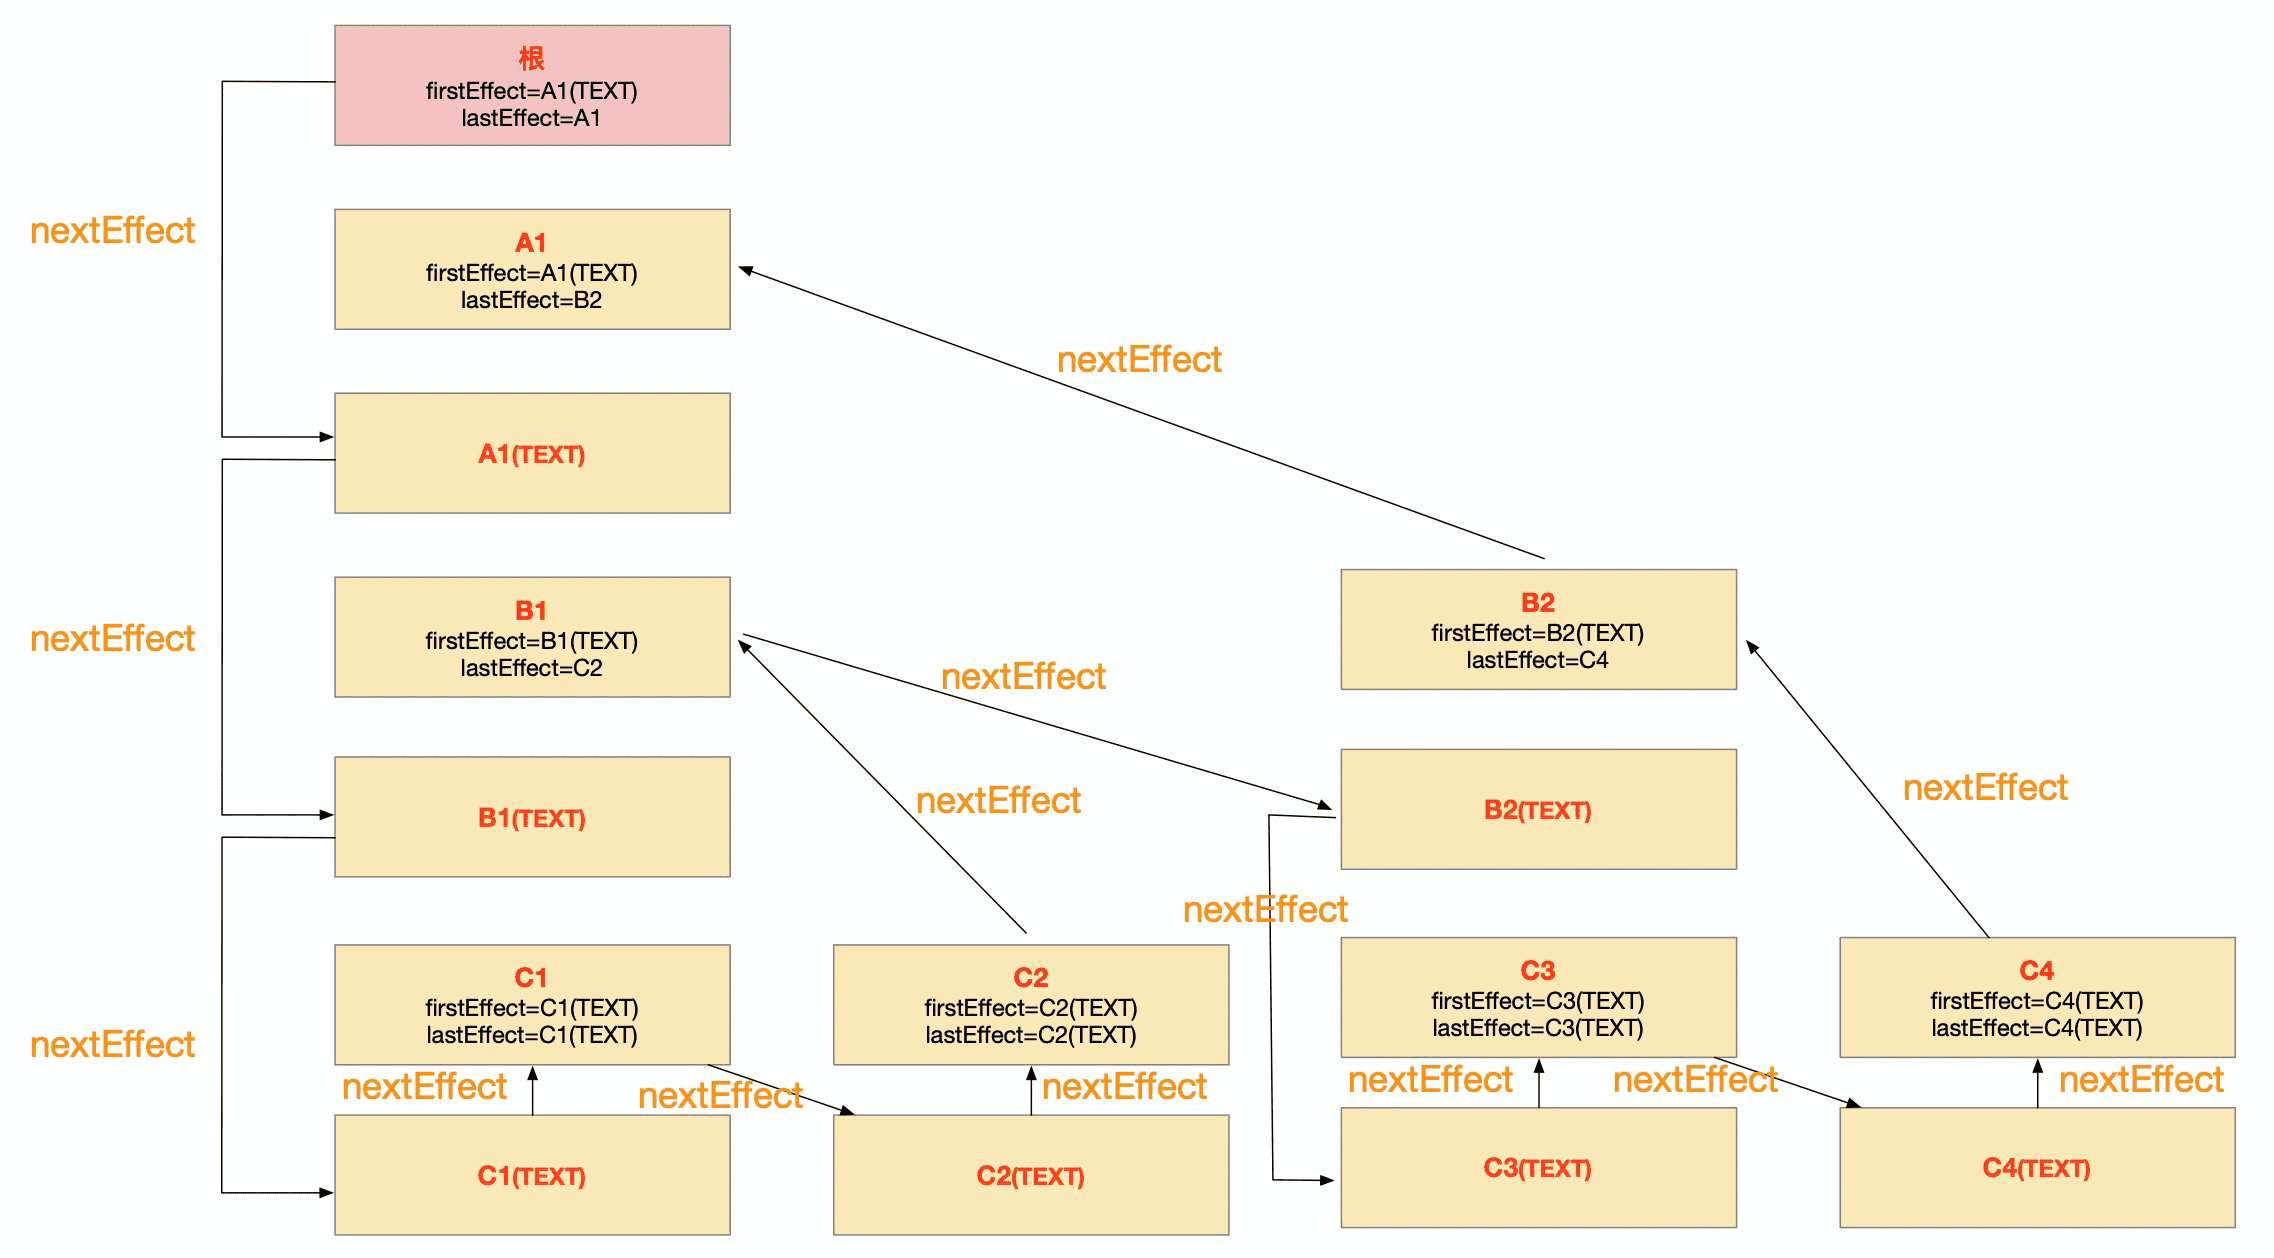 根
firstEffect=A1(TEXT)
lastEffect=A1
nextEffect
A1
firstEffect=A1(TEXT)
lastEffect=B2
nextEffect
A1(TEXT)
nextEffect
B1
firstEffect=B1(TEXT)
lastEffect=C2
nextEffect
B2
firstEffect=B2(TEXT)
lastEffect=C4
nextEffect
nextEffect
B1(TEXT)
B2(TEXT)
nextEffect
nextEffect
C1
firstEffect=C1(TEXT)
lastEffect=C1(TEXT)
C2
firstEffect=C2(TEXT)
lastEffect=C2(TEXT)
C3
firstEffect=C3(TEXT)
lastEffect=C3(TEXT)
C4
firstEffect=C4(TEXT)
lastEffect=C4(TEXT)
nextEffect
nextEffect
nextEffect
nextEffect
nextEffect
nextEffect
C1(TEXT)
C2(TEXT)
C3(TEXT)
C4(TEXT)